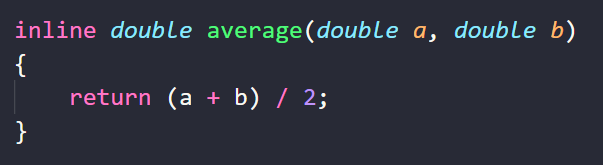 inline double average(double a, double b)
{
    return (a + b) / 2;
}